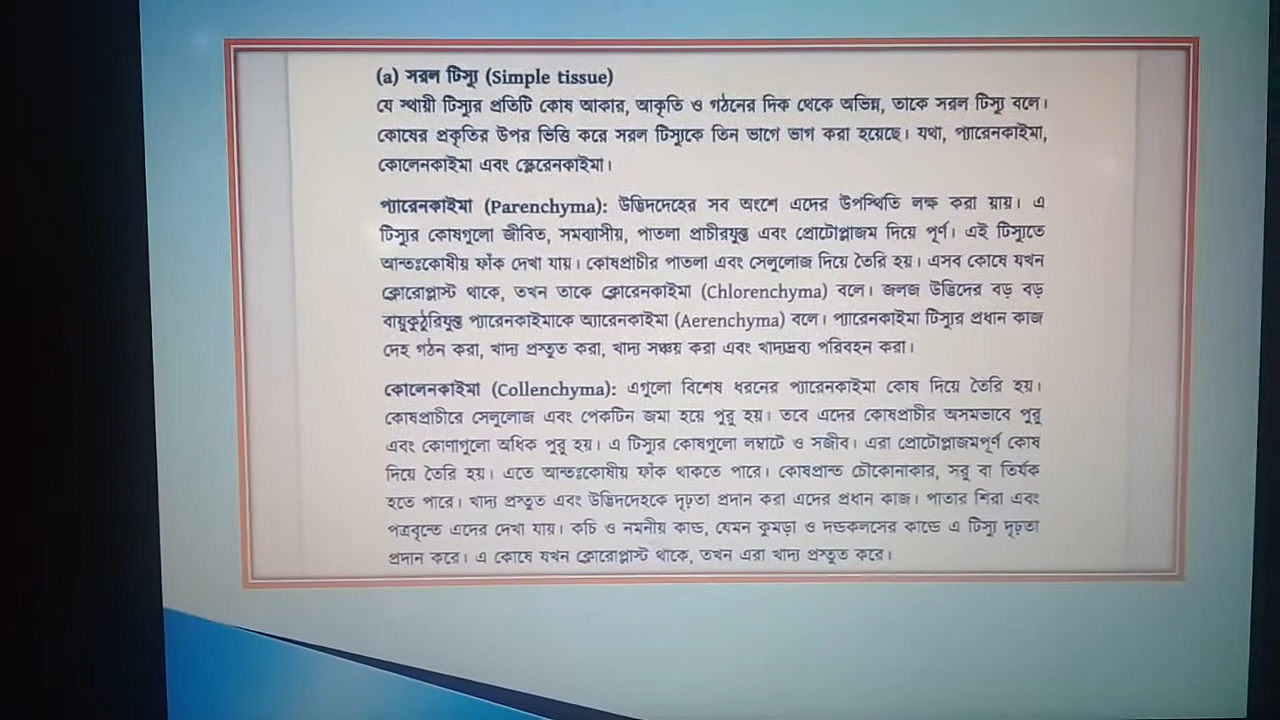 (a) সরল টিস্যু (Simple tissue)
যে স্থায়ী টিস্যুর প্রতিটি কোষ আকার, আকৃতি ও গঠনের দিক থেকে অভিন্ন, তাকে সরল টিস্যু বলে।
কোষের প্রকৃতির উপর ভিত্তি করে সরল টিস্যুকে তিন ভাগে ভাগ করা হয়েছে। যথা, প্যারেনকাইমা,
কোলেনকাইমা এবং স্ক্লেরেনকাইমা।
প্যারেনকাইমা (Parenchyma): উদ্ভিদদেহের সব অংশে এদের উপস্থিতি লক্ষ করা যায়। এ
টিস্যুর কোষগুলো জীবিত, সমব্যাসীয়, পাতলা প্রাচীরযুক্ত এবং প্রোটোপ্লাজম দিয়ে পূর্ণ। এই টিস্যুতে
আন্তঃকোষীয় ফাঁক দেখা যায়। কোষপ্রাচীর পাতলা এবং সেলুলোজ দিয়ে তৈরি হয়। এসব কোষে যখন
ক্লোরোপ্লাস্ট থাকে, তখন তাকে ক্লোরেনকাইমা (Chlorenchyma) বলে। জলজ উদ্ভিদের বড় বড়
বায়ুকুঠুরিযুক্ত প্যারেনকাইমাকে অ্যারেনকাইমা (Aerenchyma) বলে। প্যারেনকাইমা টিস্যুর প্রধান কাজ
দেহ গঠন করা, খাদ্য প্রস্তুত করা, খাদ্য সঞ্চয় করা এবং খাদ্যদ্রব্য পরিবহন করা।
কোলেনকাইমা (Collenchyma): এগুলো বিশেষ ধরনের প্যারেনকাইমা কোষ দিয়ে তৈরি হয়।
কোষপ্রাচীরে সেলুলোজ এবং পেকটিন জমা হয়ে পুরু হয়। তবে এদের কোষপ্রাচীর অসমভাবে পুরু
এবং কোণাগুলো অধিক পুরু হয়। এ টিস্যুর কোষগুলো লম্বাটে ও সজীব। এরা প্রোটোপ্লাজমপূর্ণ কোষ
দিয়ে তৈরি হয়। এতে আন্তঃকোষীয় ফাঁক থাকতে পারে। কোষপ্রান্ত চৌকোনাকার, সরু বা তির্যক
হতে পারে। খাদ্য প্রস্তুত এবং উদ্ভিদদেহকে দৃঢ়তা প্রদান করা এদের প্রধান কাজ। পাতার শিরা এবং
পত্রবৃন্তে এদের দেখা যায়। কচি ও নমনীয় কাণ্ড, যেমন কুমড়া ও দণ্ডকলসের কাণ্ডে এ টিস্যু দৃঢ়তা
প্রদান করে। এ কোষে যখন ক্লোরোপ্লাস্ট থাকে, তখন এরা খাদ্য প্রস্তুত করে।